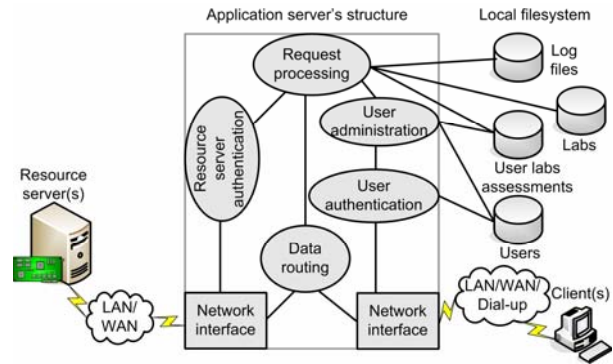 Application server's structure
Local filesystem
Request
processing
Log
files
Labs
User
administration
User labs
assessments
Resource
server
authentication
User
authentication
Users
Resource
server(s)
Data
routing
LAN/
WAN
Network
interface
Network
interface
LAN/WAN/
Dial-up
Client(s)